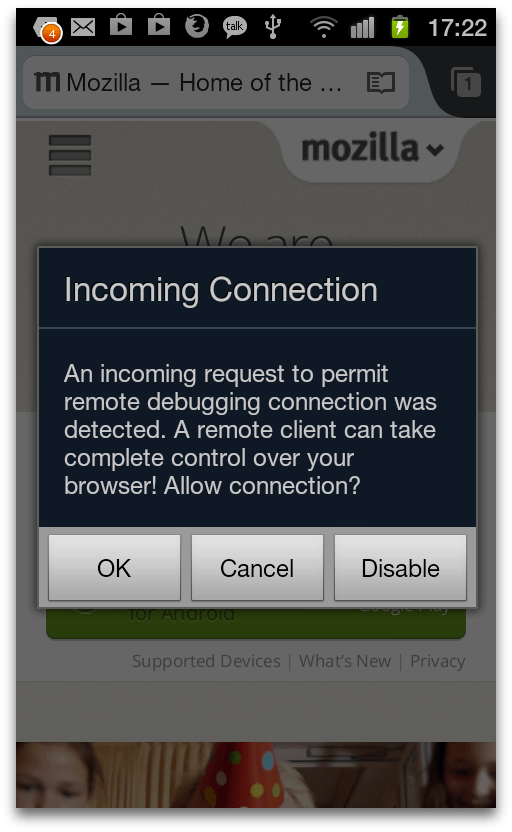 4
talk
17:22
m Mozilla — Home of the ...
1
mozilla
We are
Incoming Connection
An incoming request to permit
remote debugging connection was
detected. A remote client can take
complete control over your
browser! Allow connection?
OK Cancel Disable
for Android Google Play
Supported Devices | What's New | Privacy